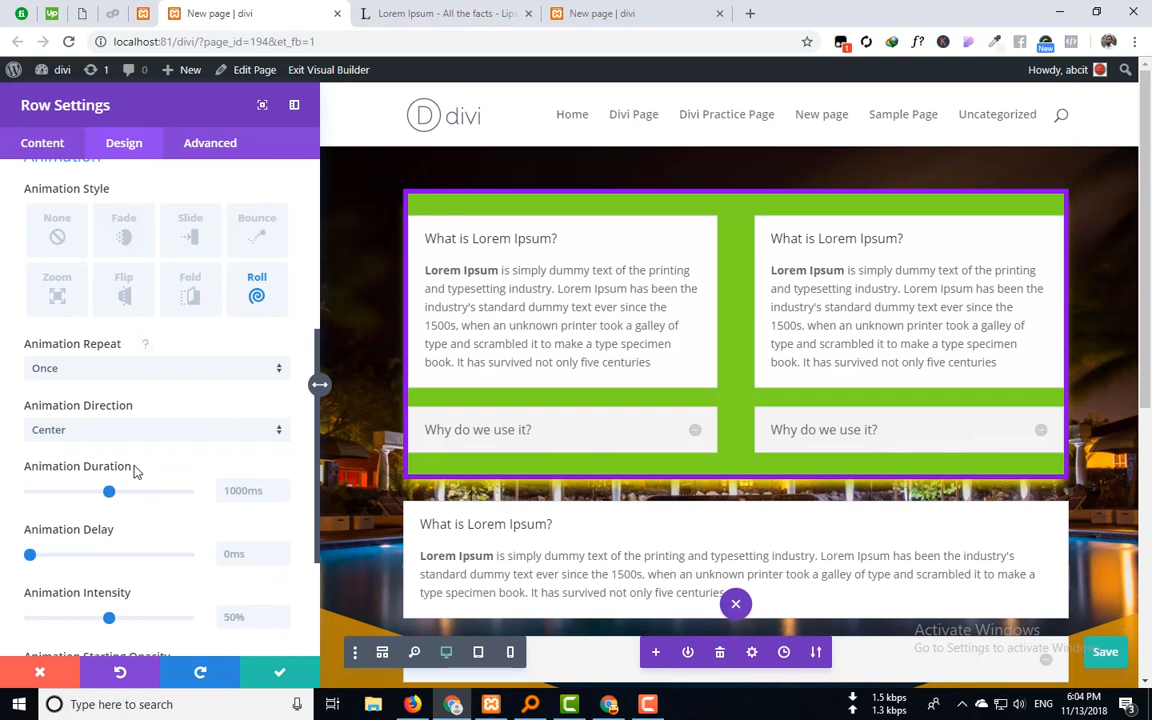 New page | divi
Lorem Ipsum - All the facts - Lips
New page | divi
localhost:81/divi/?page_id=194&et_fb=1
divi
1
0
New
Edit Page
Exit Visual Builder
Howdy, abcit
Row Settings
Content
Design
Advanced
Animation
Animation Style
None
Fade
Slide
Bounce
Zoom
Flip
Fold
Roll
Animation Repeat
?
Once
Animation Direction
Center
Animation Duration
1000ms
Animation Delay
0ms
Animation Intensity
50%
Animation Starting Opacity
D divi
Home
Divi Page
Divi Practice Page
New page
Sample Page
Uncategorized
What is Lorem Ipsum?
Lorem Ipsum is simply dummy text of the printing
and typesetting industry. Lorem Ipsum has been the
industry's standard dummy text ever since the
1500s, when an unknown printer took a galley of
type and scrambled it to make a type specimen
book. It has survived not only five centuries
Why do we use it?
What is Lorem Ipsum?
Lorem Ipsum is simply dummy text of the printing
and typesetting industry. Lorem Ipsum has been the
industry's standard dummy text ever since the
1500s, when an unknown printer took a galley of
type and scrambled it to make a type specimen
book. It has survived not only five centuries
Why do we use it?
What is Lorem Ipsum?
Lorem Ipsum is simply dummy text of the printing and typesetting industry. Lorem Ipsum has been the industry's
standard dummy text ever since the 1500s, when an unknown printer took a galley of type and scrambled it to make a
type specimen book. It has survived not only five centuries
Activate Windows
Go to Settings to activate Windows
Save
Type here to search
1.5 kbps
1.3 kbps
ENG
6:04 PM
11/13/2018
3